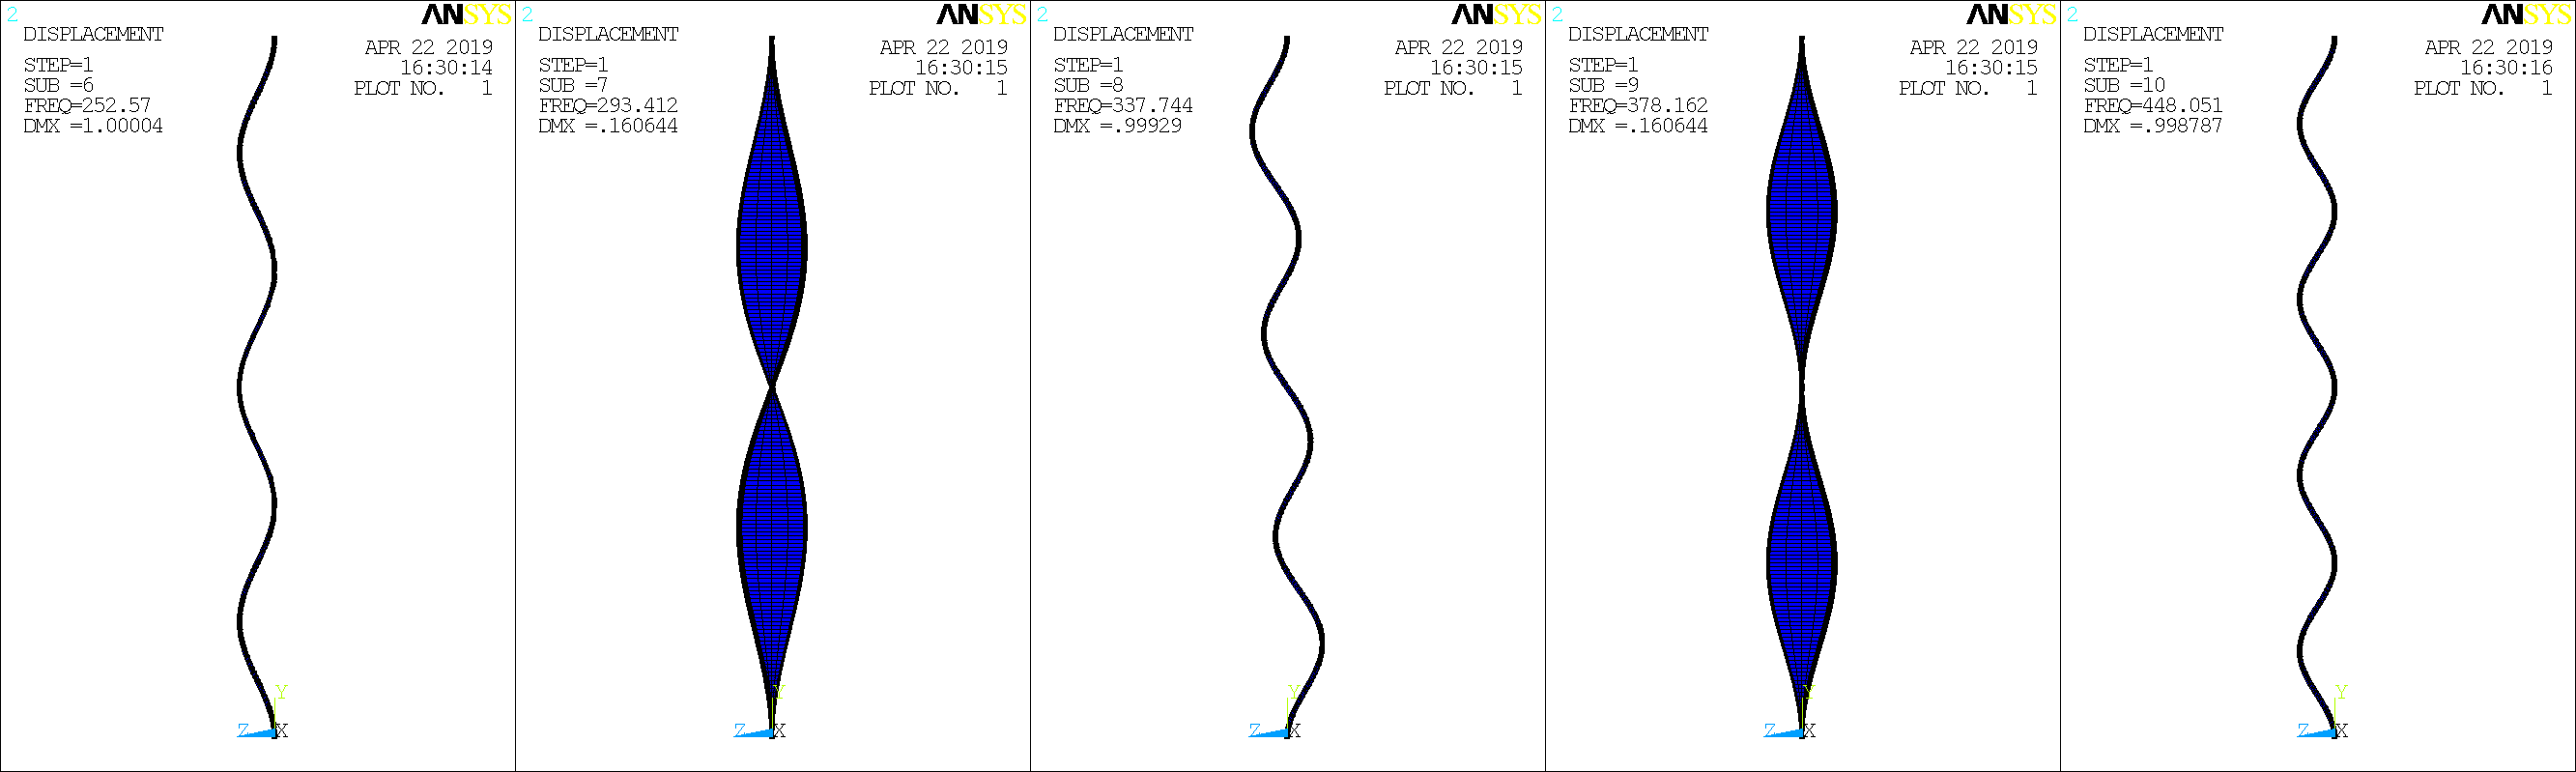 2
ANSYS
DISPLACEMENT
STEP=1
SUB =6
FREQ=252.57
DMX =1.00004
APR 22 2019
16:30:14
PLOT NO. 1
Y
Z X
2
ANSYS
DISPLACEMENT
STEP=1
SUB =7
FREQ=293.412
DMX =.160644
APR 22 2019
16:30:15
PLOT NO. 1
Y
Z X
2
ANSYS
DISPLACEMENT
STEP=1
SUB =8
FREQ=337.744
DMX =.99929
APR 22 2019
16:30:15
PLOT NO. 1
Y
Z X
2
ANSYS
DISPLACEMENT
STEP=1
SUB =9
FREQ=378.162
DMX =.160644
APR 22 2019
16:30:15
PLOT NO. 1
Y
Z X
2
ANSYS
DISPLACEMENT
STEP=1
SUB =10
FREQ=448.051
DMX =.998787
APR 22 2019
16:30:16
PLOT NO. 1
Y
Z X